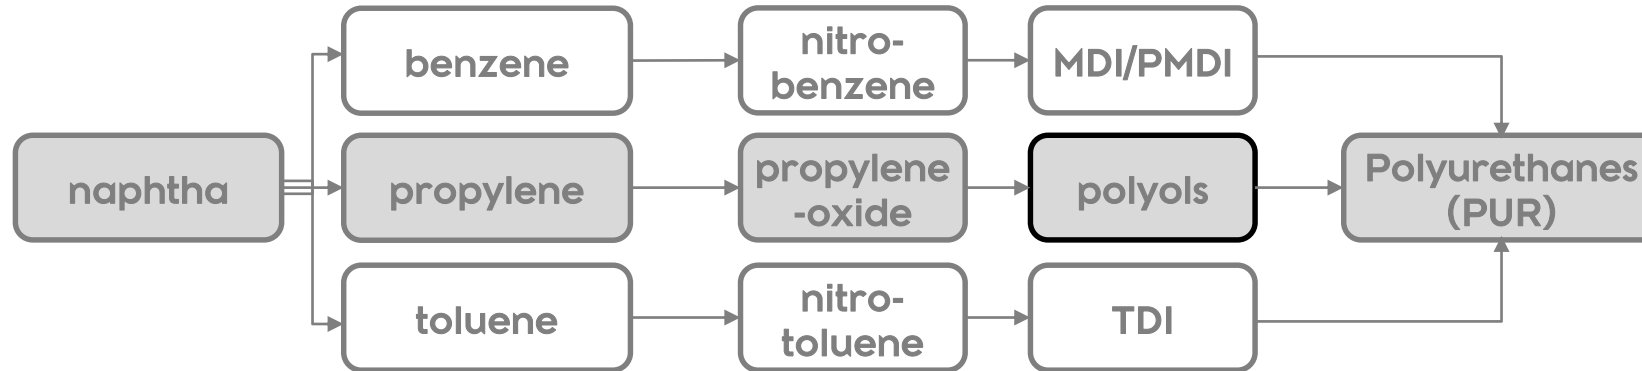 benzene
nitro-
benzene
MDI/PMDI
naphtha
propylene
propylene
-oxide
polyols
Polyurethanes
(PUR)
toluene
nitro-
toluene
TDI